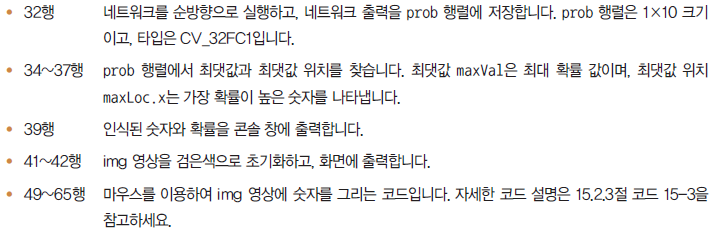 • 32행 네트워크를 순방향으로 실행하고, 네트워크 출력을 prob 행렬에 저장합니다. prob 행렬은 1×10 크기
이고, 타입은 CV_32FC1입니다.
• 34~37행 prob 행렬에서 최댓값과 최댓값 위치를 찾습니다. 최댓값 maxVal은 최대 확률 값이며, 최댓값 위치
maxLoc.x는 가장 확률이 높은 숫자를 나타냅니다.
• 39행 인식된 숫자와 확률을 콘솔 창에 출력합니다.
• 41~42행 img 영상을 검은색으로 초기화하고, 화면에 출력합니다.
• 49~65행 마우스를 이용하여 img 영상에 숫자를 그리는 코드입니다. 자세한 코드 설명은 15.2.3절 코드 15-3을
참고하세요.